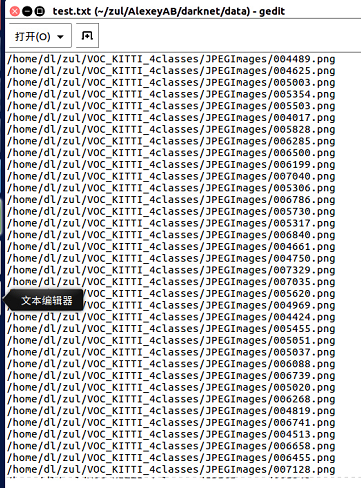 test.txt (~/zul/AlexeyAB/darknet/data) - gedit
打开(O)
/home/dl/zul/VOC_KITTI_4classes/JPEGImages/004489.png
/home/dl/zul/VOC_KITTI_4classes/JPEGImages/004625.png
/home/dl/zul/VOC_KITTI_4classes/JPEGImages/005003.png
/home/dl/zul/VOC_KITTI_4classes/JPEGImages/005354.png
/home/dl/zul/VOC_KITTI_4classes/JPEGImages/005503.png
/home/dl/zul/VOC_KITTI_4classes/JPEGImages/004017.png
/home/dl/zul/VOC_KITTI_4classes/JPEGImages/005828.png
/home/dl/zul/VOC_KITTI_4classes/JPEGImages/006285.png
/home/dl/zul/VOC_KITTI_4classes/JPEGImages/006500.png
/home/dl/zul/VOC_KITTI_4classes/JPEGImages/006199.png
/home/dl/zul/VOC_KITTI_4classes/JPEGImages/007040.png
/home/dl/zul/VOC_KITTI_4classes/JPEGImages/005306.png
/home/dl/zul/VOC_KITTI_4classes/JPEGImages/006786.png
/home/dl/zul/VOC_KITTI_4classes/JPEGImages/005730.png
/home/dl/zul/VOC_KITTI_4classes/JPEGImages/005317.png
/home/dl/zul/VOC_KITTI_4classes/JPEGImages/006840.png
/home/dl/zul/VOC_KITTI_4classes/JPEGImages/004661.png
/home/dl/zul/VOC_KITTI_4classes/JPEGImages/004750.png
/home/dl/zul/VOC_KITTI_4classes/JPEGImages/007329.png
/home/dl/zul/VOC_KITTI_4classes/JPEGImages/007035.png
文本编辑器
4classes/JPEGImages/005620.png
4classes/JPEGImages/004969.png
/home/dl/zul/VOC_KITTI_4classes/JPEGImages/004424.png
/home/dl/zul/VOC_KITTI_4classes/JPEGImages/005455.png
/home/dl/zul/VOC_KITTI_4classes/JPEGImages/005051.png
/home/dl/zul/VOC_KITTI_4classes/JPEGImages/005037.png
/home/dl/zul/VOC_KITTI_4classes/JPEGImages/006088.png
/home/dl/zul/VOC_KITTI_4classes/JPEGImages/006739.png
/home/dl/zul/VOC_KITTI_4classes/JPEGImages/005020.png
/home/dl/zul/VOC_KITTI_4classes/JPEGImages/006268.png
/home/dl/zul/VOC_KITTI_4classes/JPEGImages/004819.png
/home/dl/zul/VOC_KITTI_4classes/JPEGImages/006741.png
/home/dl/zul/VOC_KITTI_4classes/JPEGImages/004513.png
/home/dl/zul/VOC_KITTI_4classes/JPEGImages/006658.png
/home/dl/zul/VOC_KITTI_4classes/JPEGImages/006455.png
/home/dl/zul/VOC_KITTI_4classes/JPEGImages/007128.png